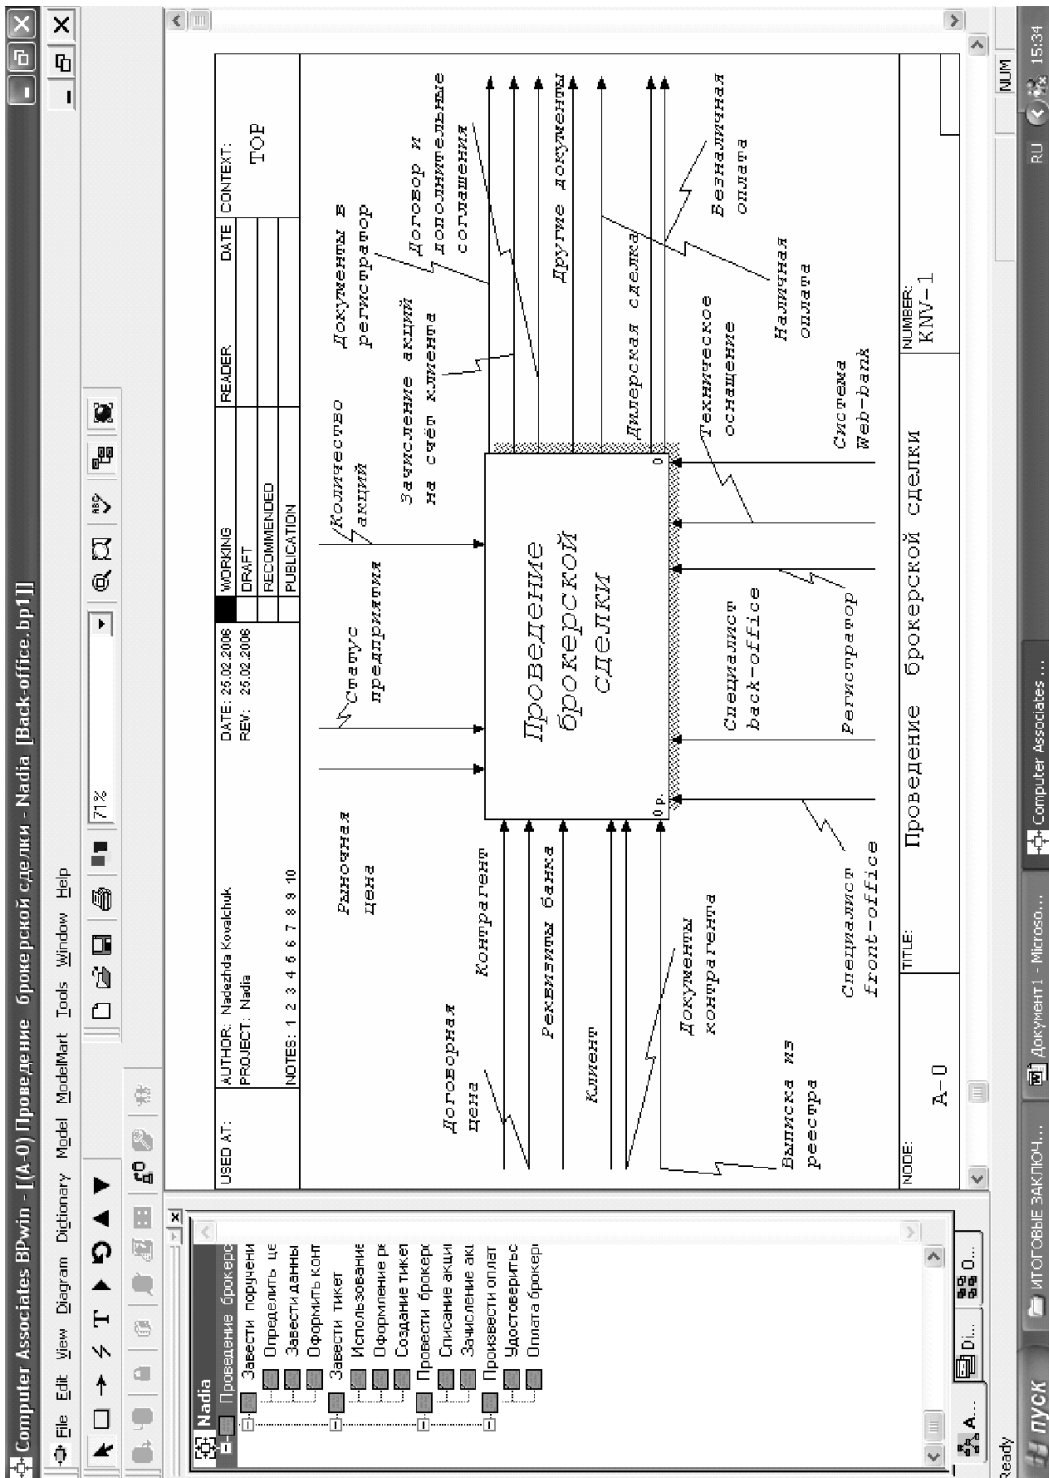 Computer Associates BPwin - [(A-0) Проведение брокерской сделки - Nadia [Back-office.bp1]]
File Edit View Diagram Dictionary Model ModelMart Tools Window Help
71%
ABC
T
Nadia
Проведение брокерс
Завести поручени
Определить це
Завести данны
Оформить конт
Завести тикет
Использование
Оформление ре
Создание тикет
Провести брокерс
Списание акци
Зачисление акц
Произвести оплат
Удостоверитьс
Оплата брокер
A...
Di...
O...
USED AT:
AUTHOR: Nadezhda Kovalchuk
PROJECT: Nadia
NOTES: 1 2 3 4 5 6 7 8 9 10
DATE: 25.02.2006
REV: 25.02.2006
WORKING
DRAFT
RECOMMENDED
PUBLICATION
READER
DATE
CONTEXT:
TOP
Рыночная
цена
Статус
предприятия
Количество
акций
Документы в
регистратор
Зачисление акций
на счёт клиента
Договор и
дополнительные
соглашения
Договорная
цена
Контрагент
Реквизиты банка
Клиент
Документы
контрагента
Выписка из
реестра
Проведение
брокерской
сделки
0 р.
0
Другие документы
Дилерская сделка
Безналичная
оплата
Наличная
оплата
Специалист
front-office
Специалист
back-office
Регистратор
Техническое
оснащение
Система
Web-bank
NODE:
A-0
TITLE:
Проведение брокерской сделки
NUMBER:
KNV-1
Ready
NUM
пуск
ИТОГОВЫЕ ЗАКЛЮЧ...
Документ1 - Microso...
Computer Associates ...
RU
15:34